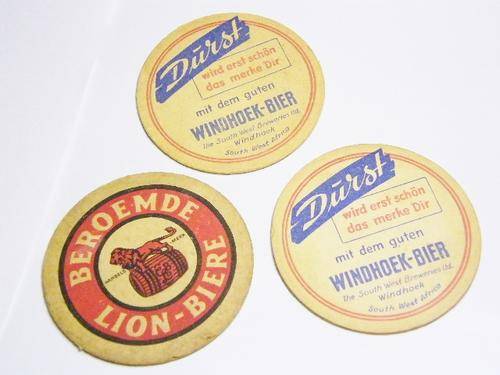 Durst
wird erst schön
das merke Dir
mit dem guten
WINDHOEK-BIER
The South West Breweries Ltd.
Windhoek
South West Africa
BEROEMDE
HANDELS
MERK
LION-BIERE
Durst
wird erst schön
das merke Dir
mit dem guten
WINDHOEK-BIER
The South West Breweries Ltd.
Windhoek
South West Africa